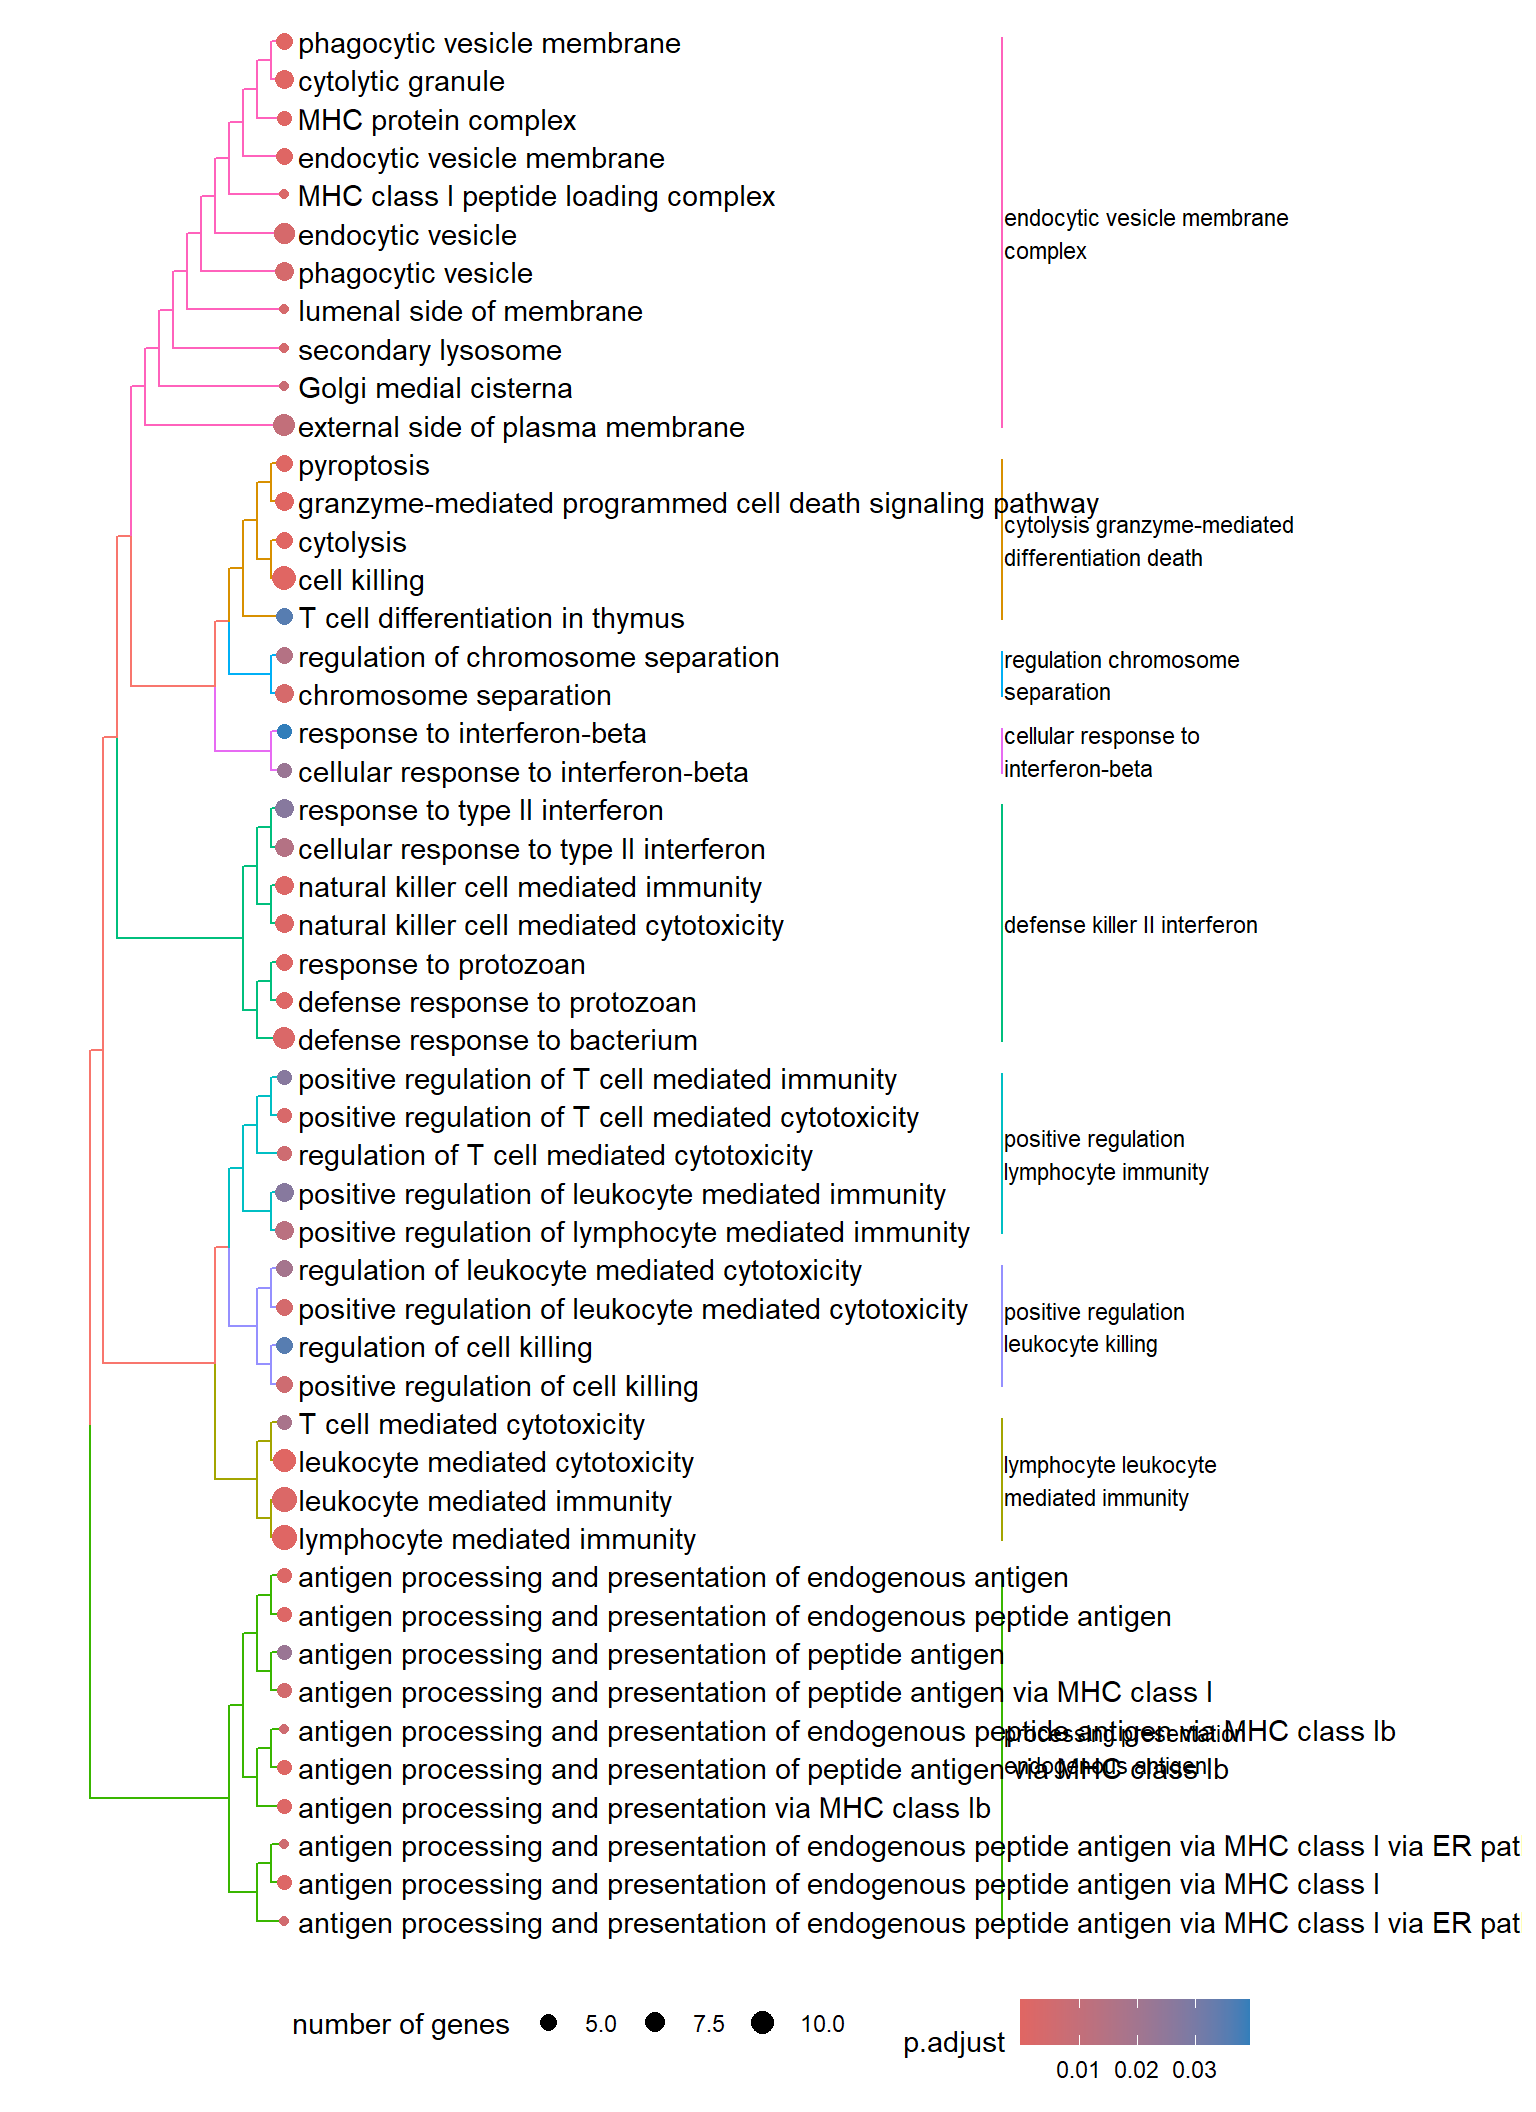 phagocytic vesicle membrane
cytolytic granule
MHC protein complex
endocytic vesicle membrane
MHC class I peptide loading complex
endocytic vesicle
phagocytic vesicle
lumenal side of membrane
secondary lysosome
Golgi medial cisterna
external side of plasma membrane
endocytic vesicle membrane
complex
pyroptosis
granzyme-mediated programmed cell death signaling pathway
cytolysis
cell killing
T cell differentiation in thymus
cytolysis granzyme-mediated
differentiation death
regulation of chromosome separation
chromosome separation
regulation chromosome
separation
response to interferon-beta
cellular response to interferon-beta
cellular response to
interferon-beta
response to type II interferon
cellular response to type II interferon
natural killer cell mediated immunity
natural killer cell mediated cytotoxicity
response to protozoan
defense response to protozoan
defense response to bacterium
defense killer II interferon
positive regulation of T cell mediated immunity
positive regulation of T cell mediated cytotoxicity
regulation of T cell mediated cytotoxicity
positive regulation of leukocyte mediated immunity
positive regulation of lymphocyte mediated immunity
positive regulation
lymphocyte immunity
regulation of leukocyte mediated cytotoxicity
positive regulation of leukocyte mediated cytotoxicity
regulation of cell killing
positive regulation of cell killing
positive regulation
leukocyte killing
T cell mediated cytotoxicity
leukocyte mediated cytotoxicity
leukocyte mediated immunity
lymphocyte mediated immunity
lymphocyte leukocyte
mediated immunity
antigen processing and presentation of endogenous antigen
antigen processing and presentation of endogenous peptide antigen
antigen processing and presentation of peptide antigen
antigen processing and presentation of peptide antigen via MHC class I
antigen processing and presentation of endogenous peptide antigen via MHC class Ib
antigen processing and presentation of peptide antigen via MHC class Ib
antigen processing and presentation via MHC class Ib
antigen processing and presentation of endogenous peptide antigen via MHC class I via ER pat
antigen processing and presentation of endogenous peptide antigen via MHC class I
antigen processing and presentation of endogenous peptide antigen via MHC class I via ER pat
processing presentation
endogenous antigen
number of genes
5.0
7.5
10.0
p.adjust
0.01
0.02
0.03